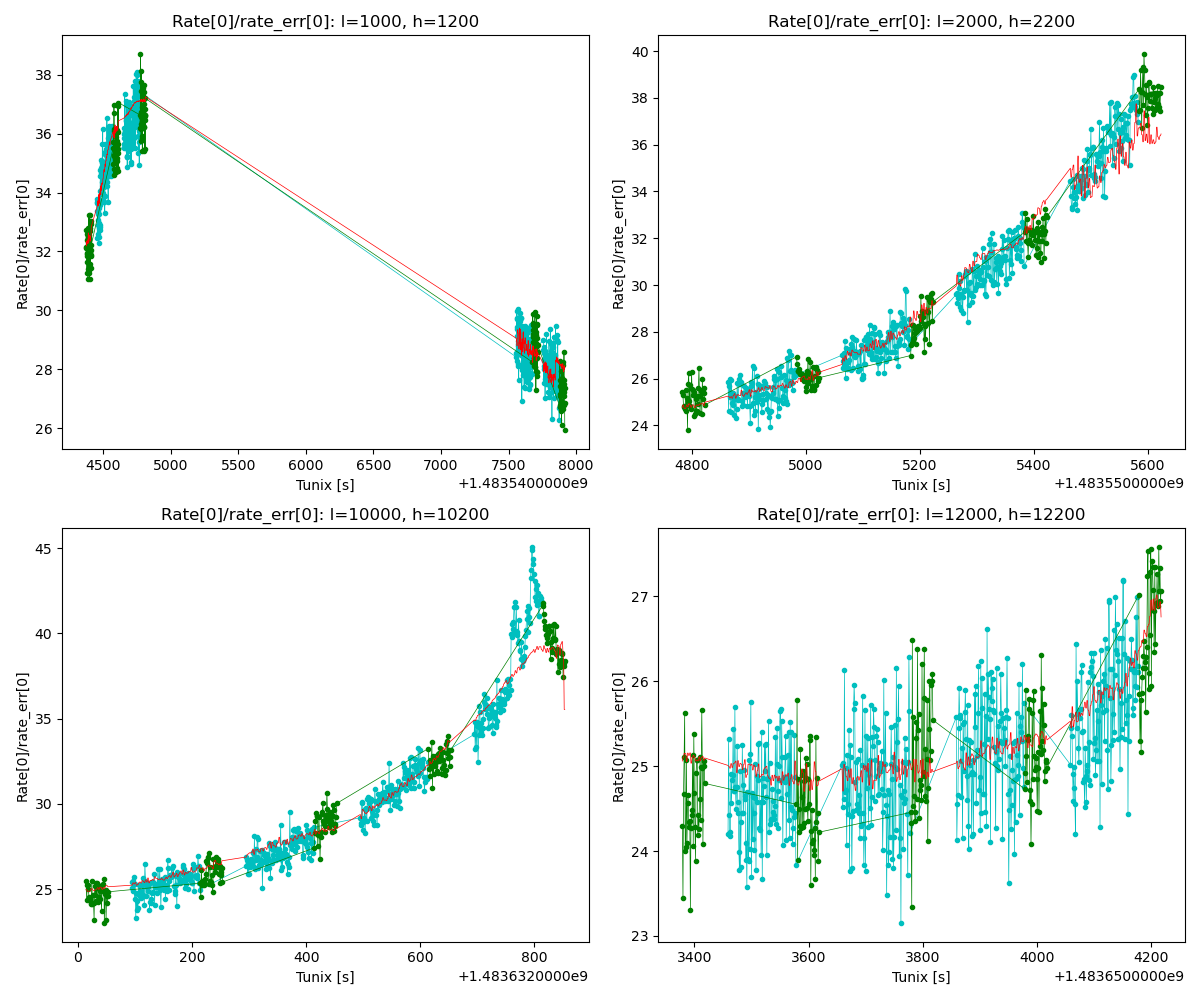 Rate[0]/rate_err[0]: l=1000, h=1200
Rate[0]/rate_err[0]
38
36
34
32
30
28
26
4500 5000 5500 6000 6500 7000 7500 8000
Tunix [s]
+1.4835400000e9
Rate[0]/rate_err[0]: l=2000, h=2200
Rate[0]/rate_err[0]
40
38
36
34
32
30
28
26
24
4800 5000 5200 5400 5600
Tunix [s]
+1.4835500000e9
Rate[0]/rate_err[0]: l=10000, h=10200
Rate[0]/rate_err[0]
45
40
35
30
25
0 200 400 600 800
Tunix [s]
+1.4836320000e9
Rate[0]/rate_err[0]: l=12000, h=12200
Rate[0]/rate_err[0]
27
26
25
24
23
3400 3600 3800 4000 4200
Tunix [s]
+1.4836500000e9